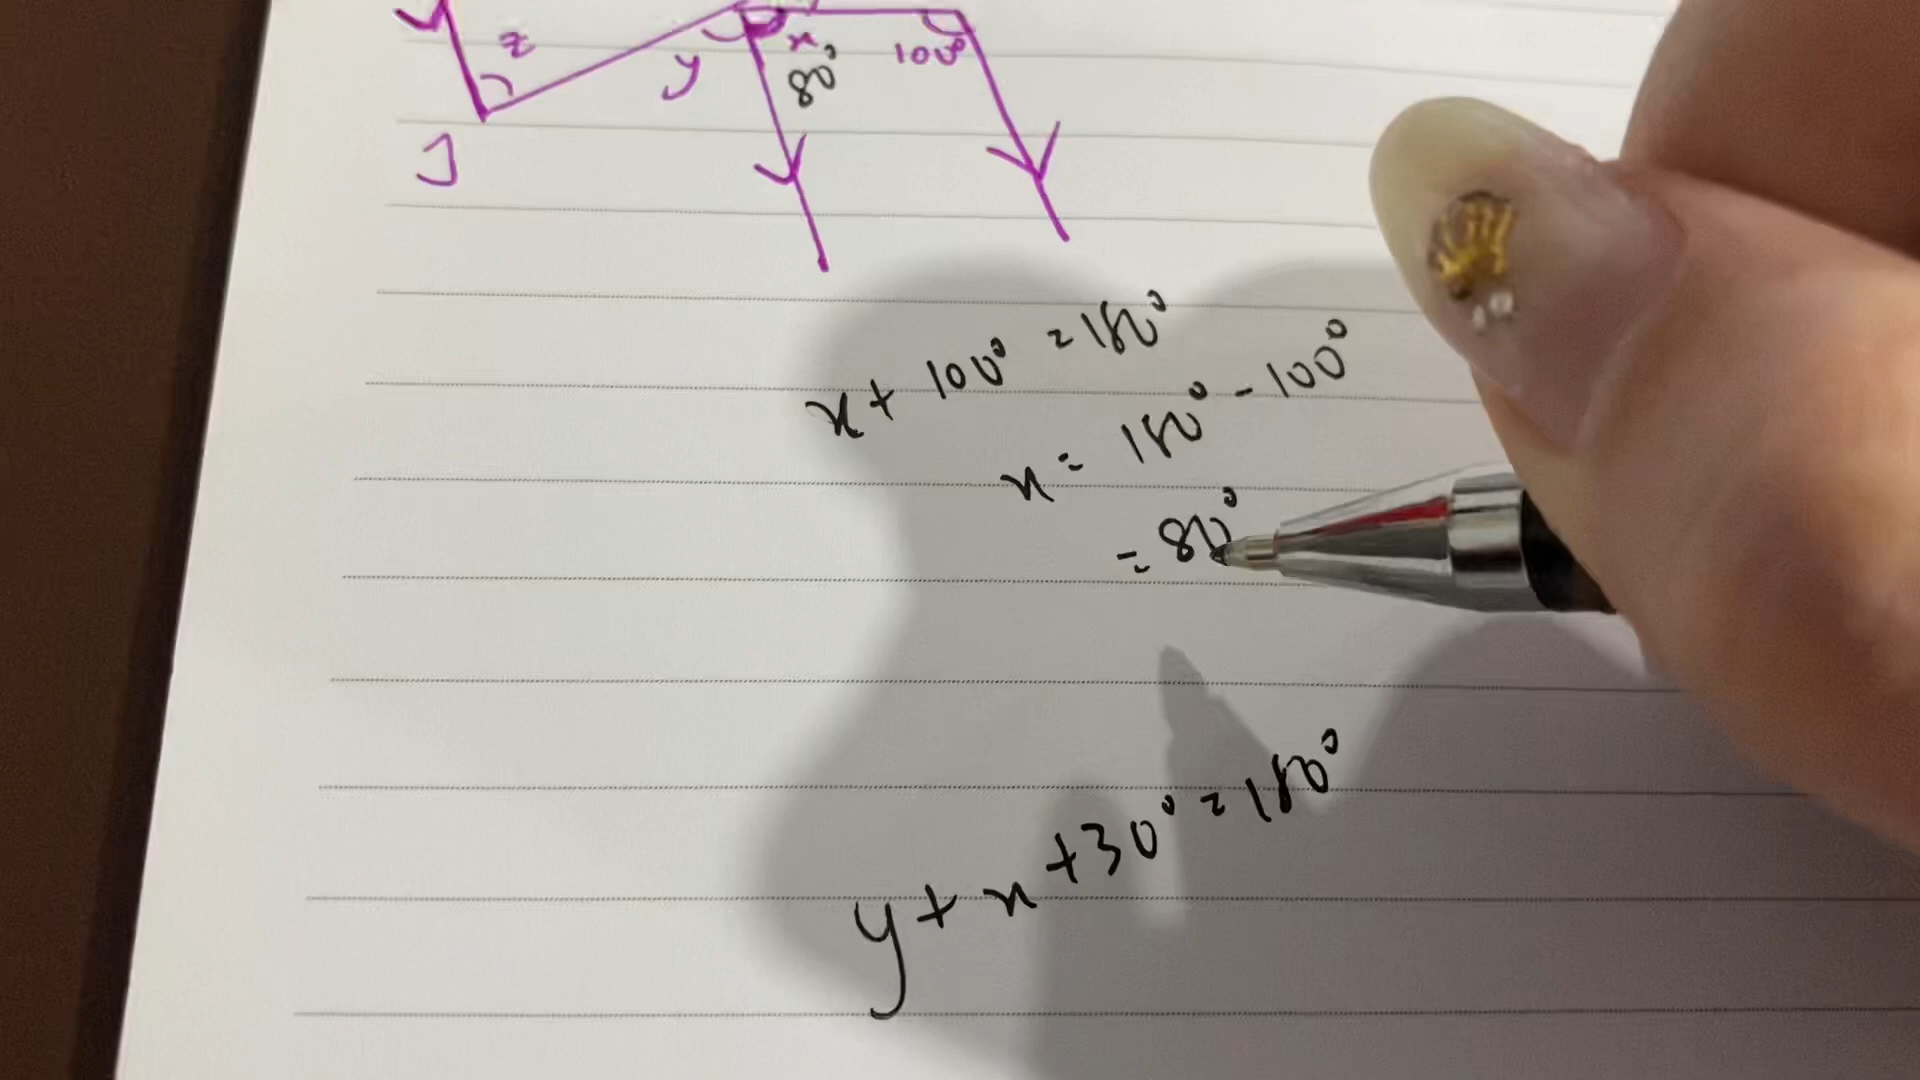 z
y
x
80°
100°
J
x + 100° = 180°
x = 180° - 100°
= 80°
y + x + 30° = 180°